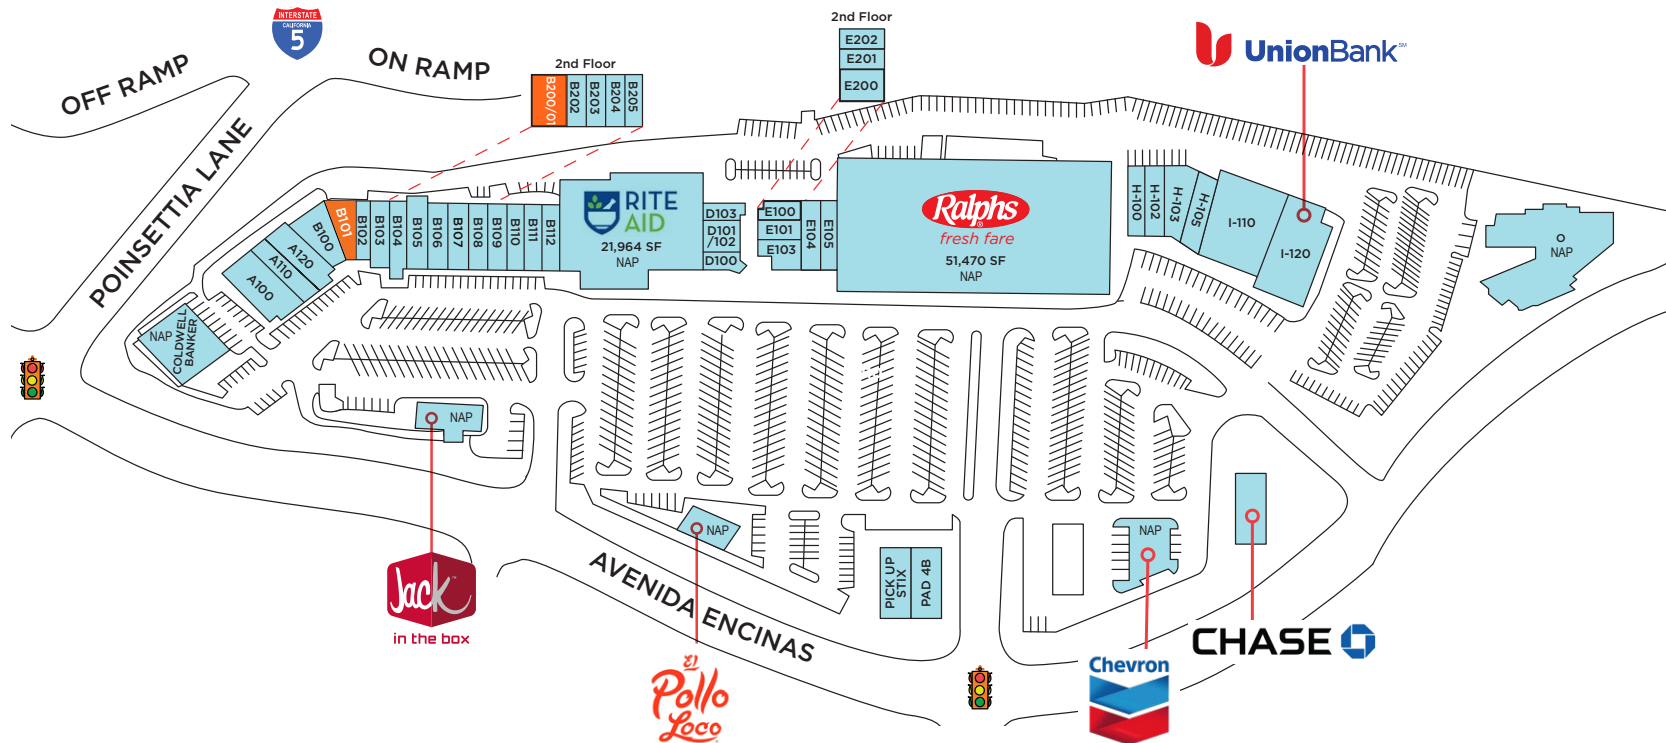 INTERSTATE
CALIFORNIA
5
OFF RAMP
ON RAMP
POINSETTIA LANE
2nd Floor
B200/01
B202
B203
B204
B205
2nd Floor
E202
E201
E200
UnionBank
SM
A100
A110
A120
B100
B101
B102
B103
B104
B105
B106
B107
B108
B109
B110
B111
B112
RITE
AID
21,964 SF
NAP
D103
D101
/102
D100
E100
E101
E103
E104
E105
Ralphs
®
fresh fare
51,470 SF
NAP
H-100
H-102
H-103
H-105
I-110
I-120
NAP
NAP
COLDWELL
BANKER
NAP
Jack
in the box
NAP
El
Pollo
Loco
AVENIDA ENCINAS
PICK UP
STIX
PAD 4B
NAP
Chevron
CHASE